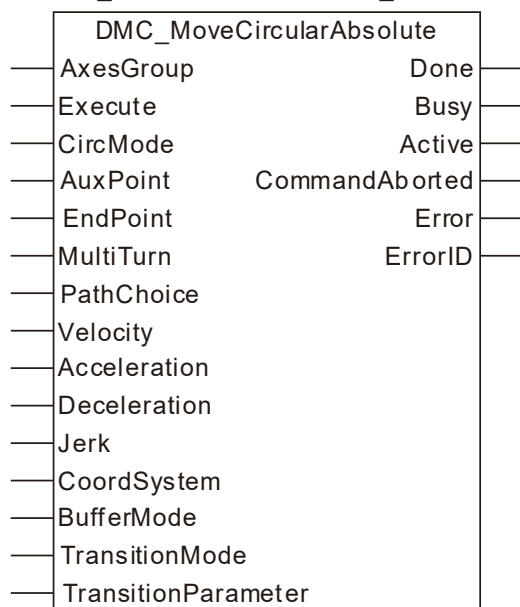 DMC_MoveCircularAbsolute
AxesGroup Done
Execute Busy
CircMode Active
AuxPoint CommandAborted
EndPoint Error
MultiTurn ErrorID
PathChoice
Velocity
Acceleration
Deceleration
Jerk
CoordSystem
BufferMode
TransitionMode
TransitionParameter